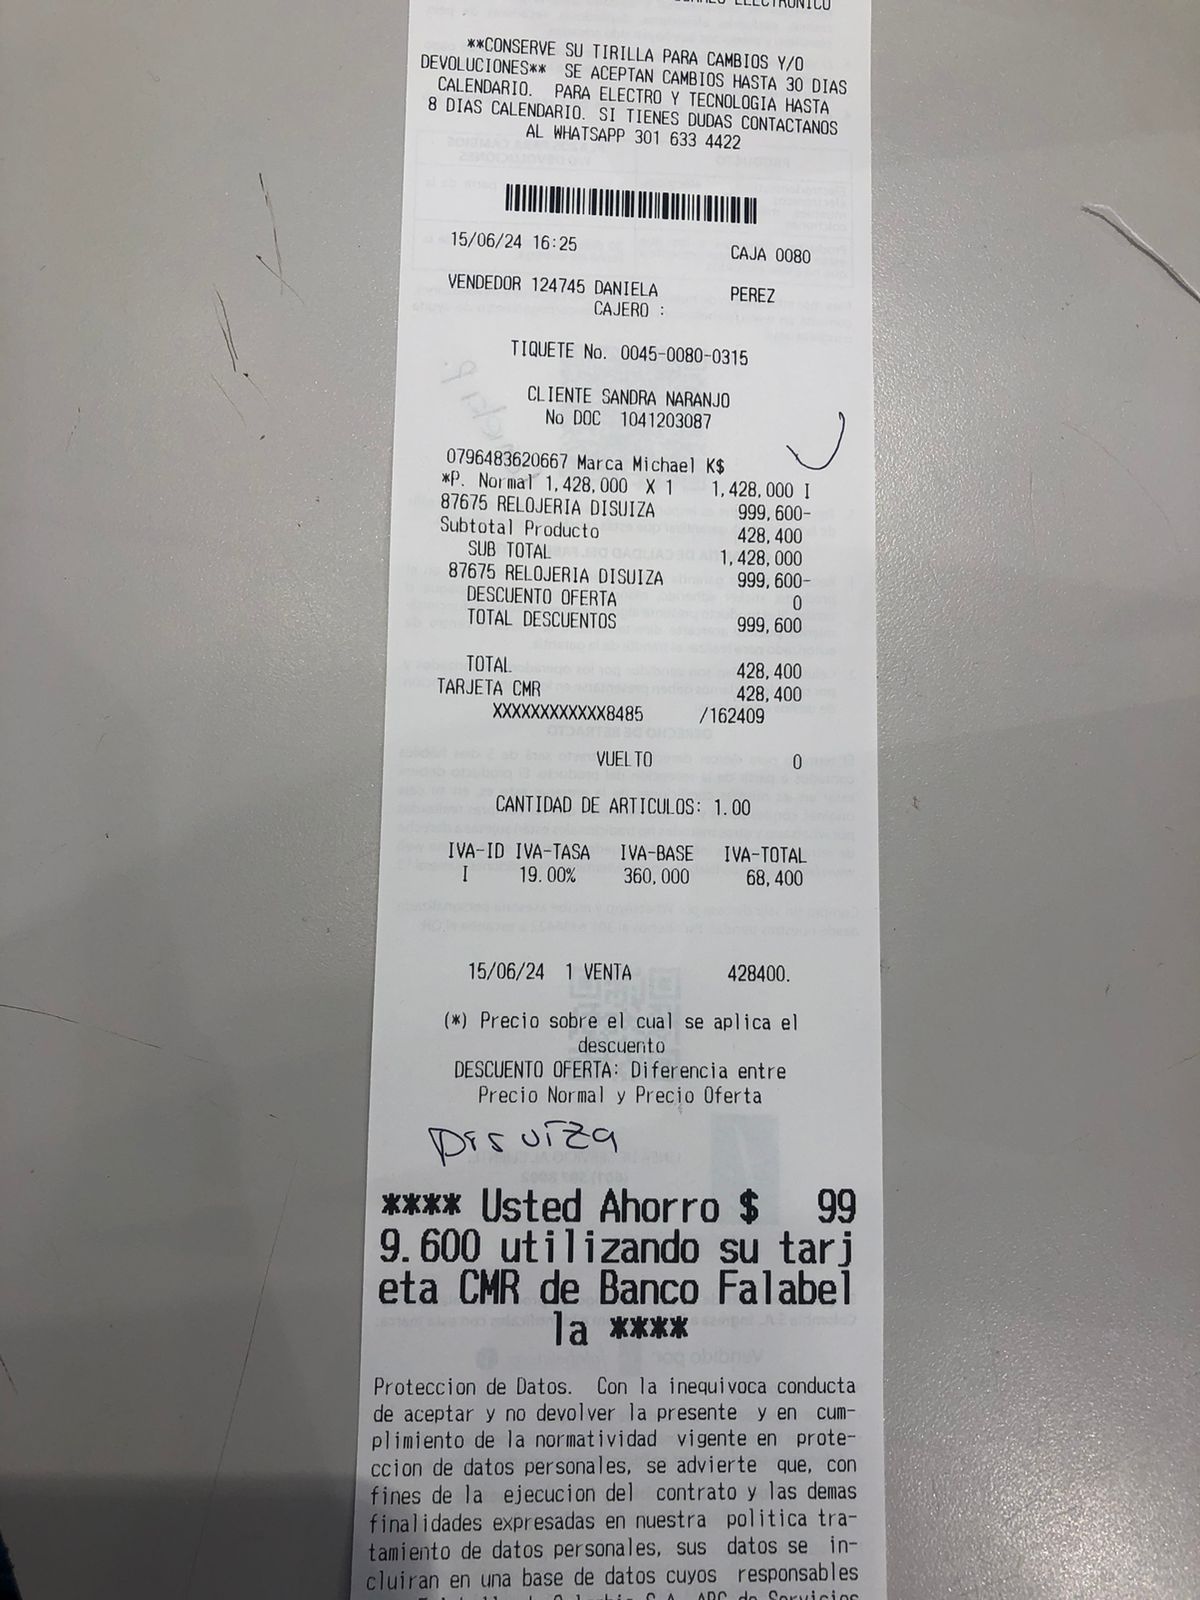 ELECTRONICO
**CONSERVE SU TIRILLA PARA CAMBIOS Y/O
DEVOLUCIONES** SE ACEPTAN CAMBIOS HASTA 30 DIAS
CALENDARIO. PARA ELECTRO Y TECNOLOGIA HASTA
8 DIAS CALENDARIO. SI TIENES DUDAS CONTACTANOS
AL WHATSAPP 301 633 4422
15/06/24 16:25 CAJA 0080
VENDEDOR 124745 DANIELA PEREZ
CAJERO :
TIQUETE No. 0045-0080-0315
CLIENTE SANDRA NARANJO
No DOC 1041203087
0796483620667 Marca Michael K$
*P. Normal 1,428,000 X 1 1,428,000 I
87675 RELOJERIA DISUIZA 999,600-
Subtotal Producto 428,400
SUB TOTAL 1,428,000
87675 RELOJERIA DISUIZA 999,600-
DESCUENTO OFERTA 0
TOTAL DESCUENTOS 999,600
TOTAL 428,400
TARJETA CMR 428,400
XXXXXXXXXXXX8485 /162409
VUELTO 0
CANTIDAD DE ARTICULOS: 1.00
IVA-ID IVA-TASA IVA-BASE IVA-TOTAL
I 19.00% 360,000 68,400
15/06/24 1 VENTA 428400.
(*) Precio sobre el cual se aplica el
descuento
DESCUENTO OFERTA: Diferencia entre
Precio Normal y Precio Oferta
Disuiza
**** Usted Ahorro $ 99
9.600 utilizando su tarj
eta CMR de Banco Falabel
la ****
Proteccion de Datos. Con la inequivoca conducta
de aceptar y no devolver la presente y en cum-
plimiento de la normatividad vigente en prote-
ccion de datos personales, se advierte que, con
fines de la ejecucion del contrato y las demas
finalidades expresadas en nuestra politica tra-
tamiento de datos personales, sus datos se in-
cluiran en una base de datos cuyos responsables